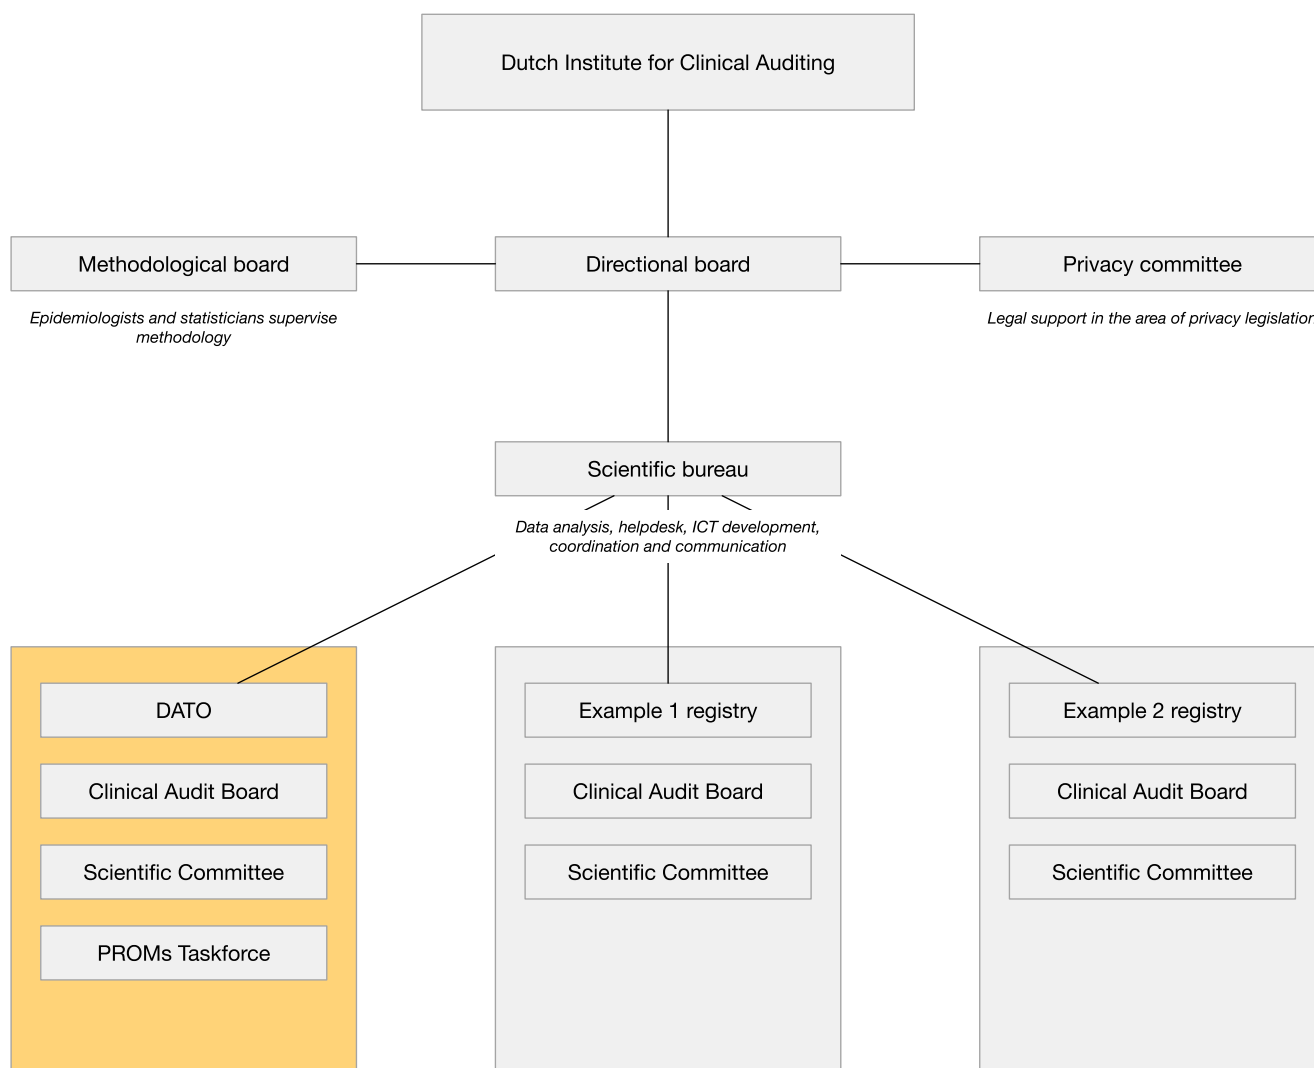 Dutch Institute for Clinical Auditing
Methodological board
Directional board
Privacy committee
Epidemiologists and statisticians supervise
methodology
Legal support in the area of privacy legislation
Scientific bureau
Data analysis, helpdesk, ICT development,
coordination and communication
DATO
Example 1 registry
Example 2 registry
Clinical Audit Board
Clinical Audit Board
Clinical Audit Board
Scientific Committee
Scientific Committee
Scientific Committee
PROMs Taskforce